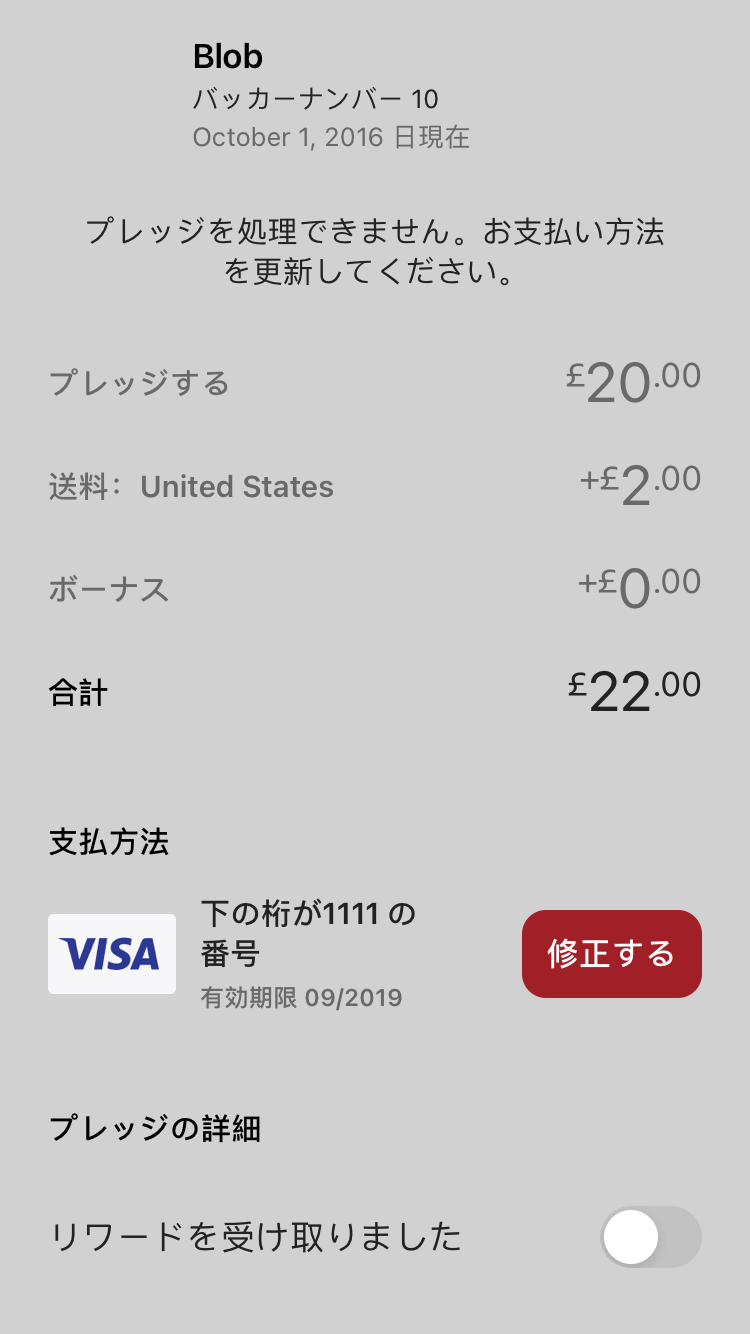 Blob
バッカーナンバー 10
October 1, 2016 日現在
プレッジを処理できません。お支払い方法
を更新してください。
プレッジする £20.00
送料： United States +£2.00
ボーナス +£0.00
合計 £22.00
支払方法
VISA
下の桁が1111 の
番号
有効期限 09/2019
修正する
プレッジの詳細
リワードを受け取りました